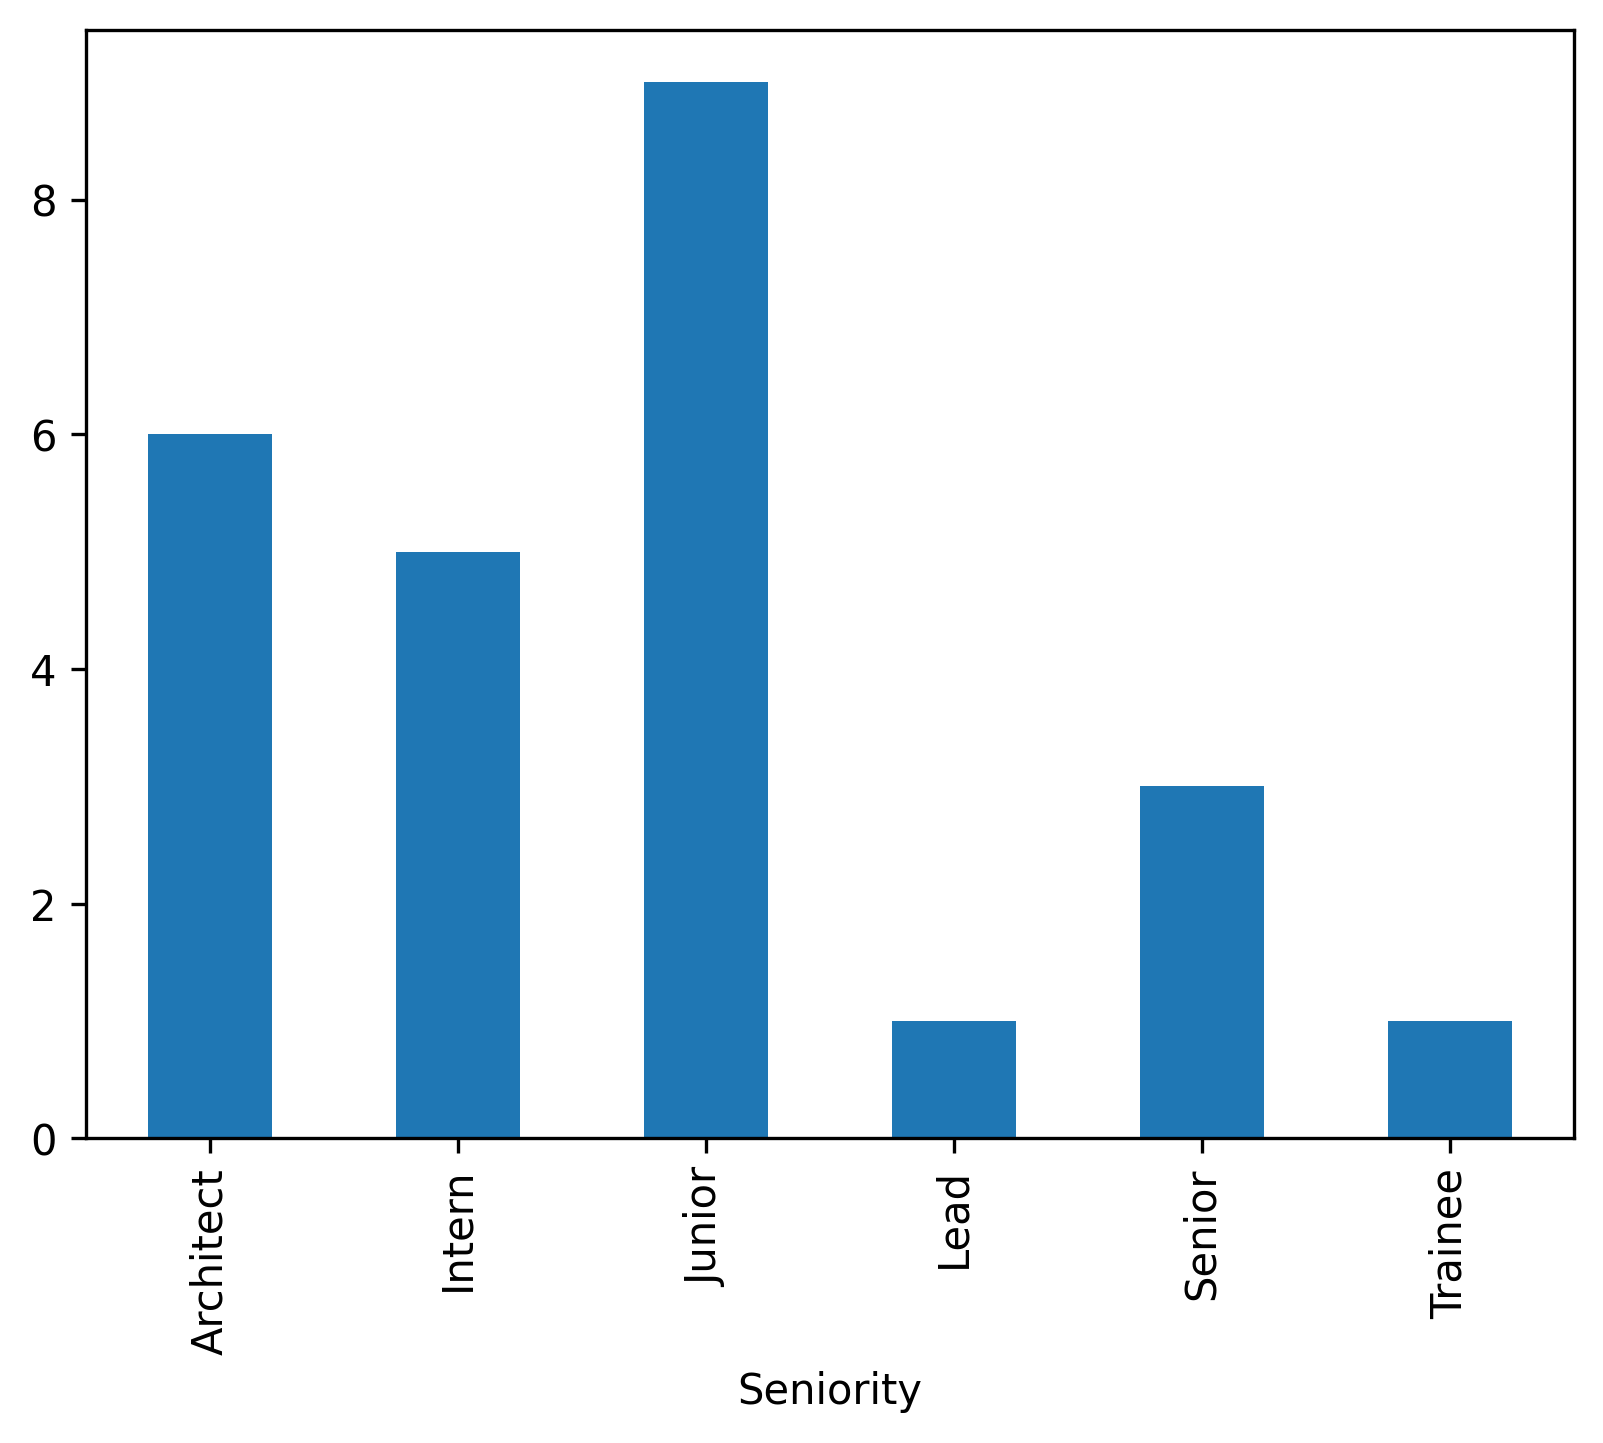 8
6
4
2
0
Architect
Intern
Junior
Lead
Senior
Trainee
Seniority